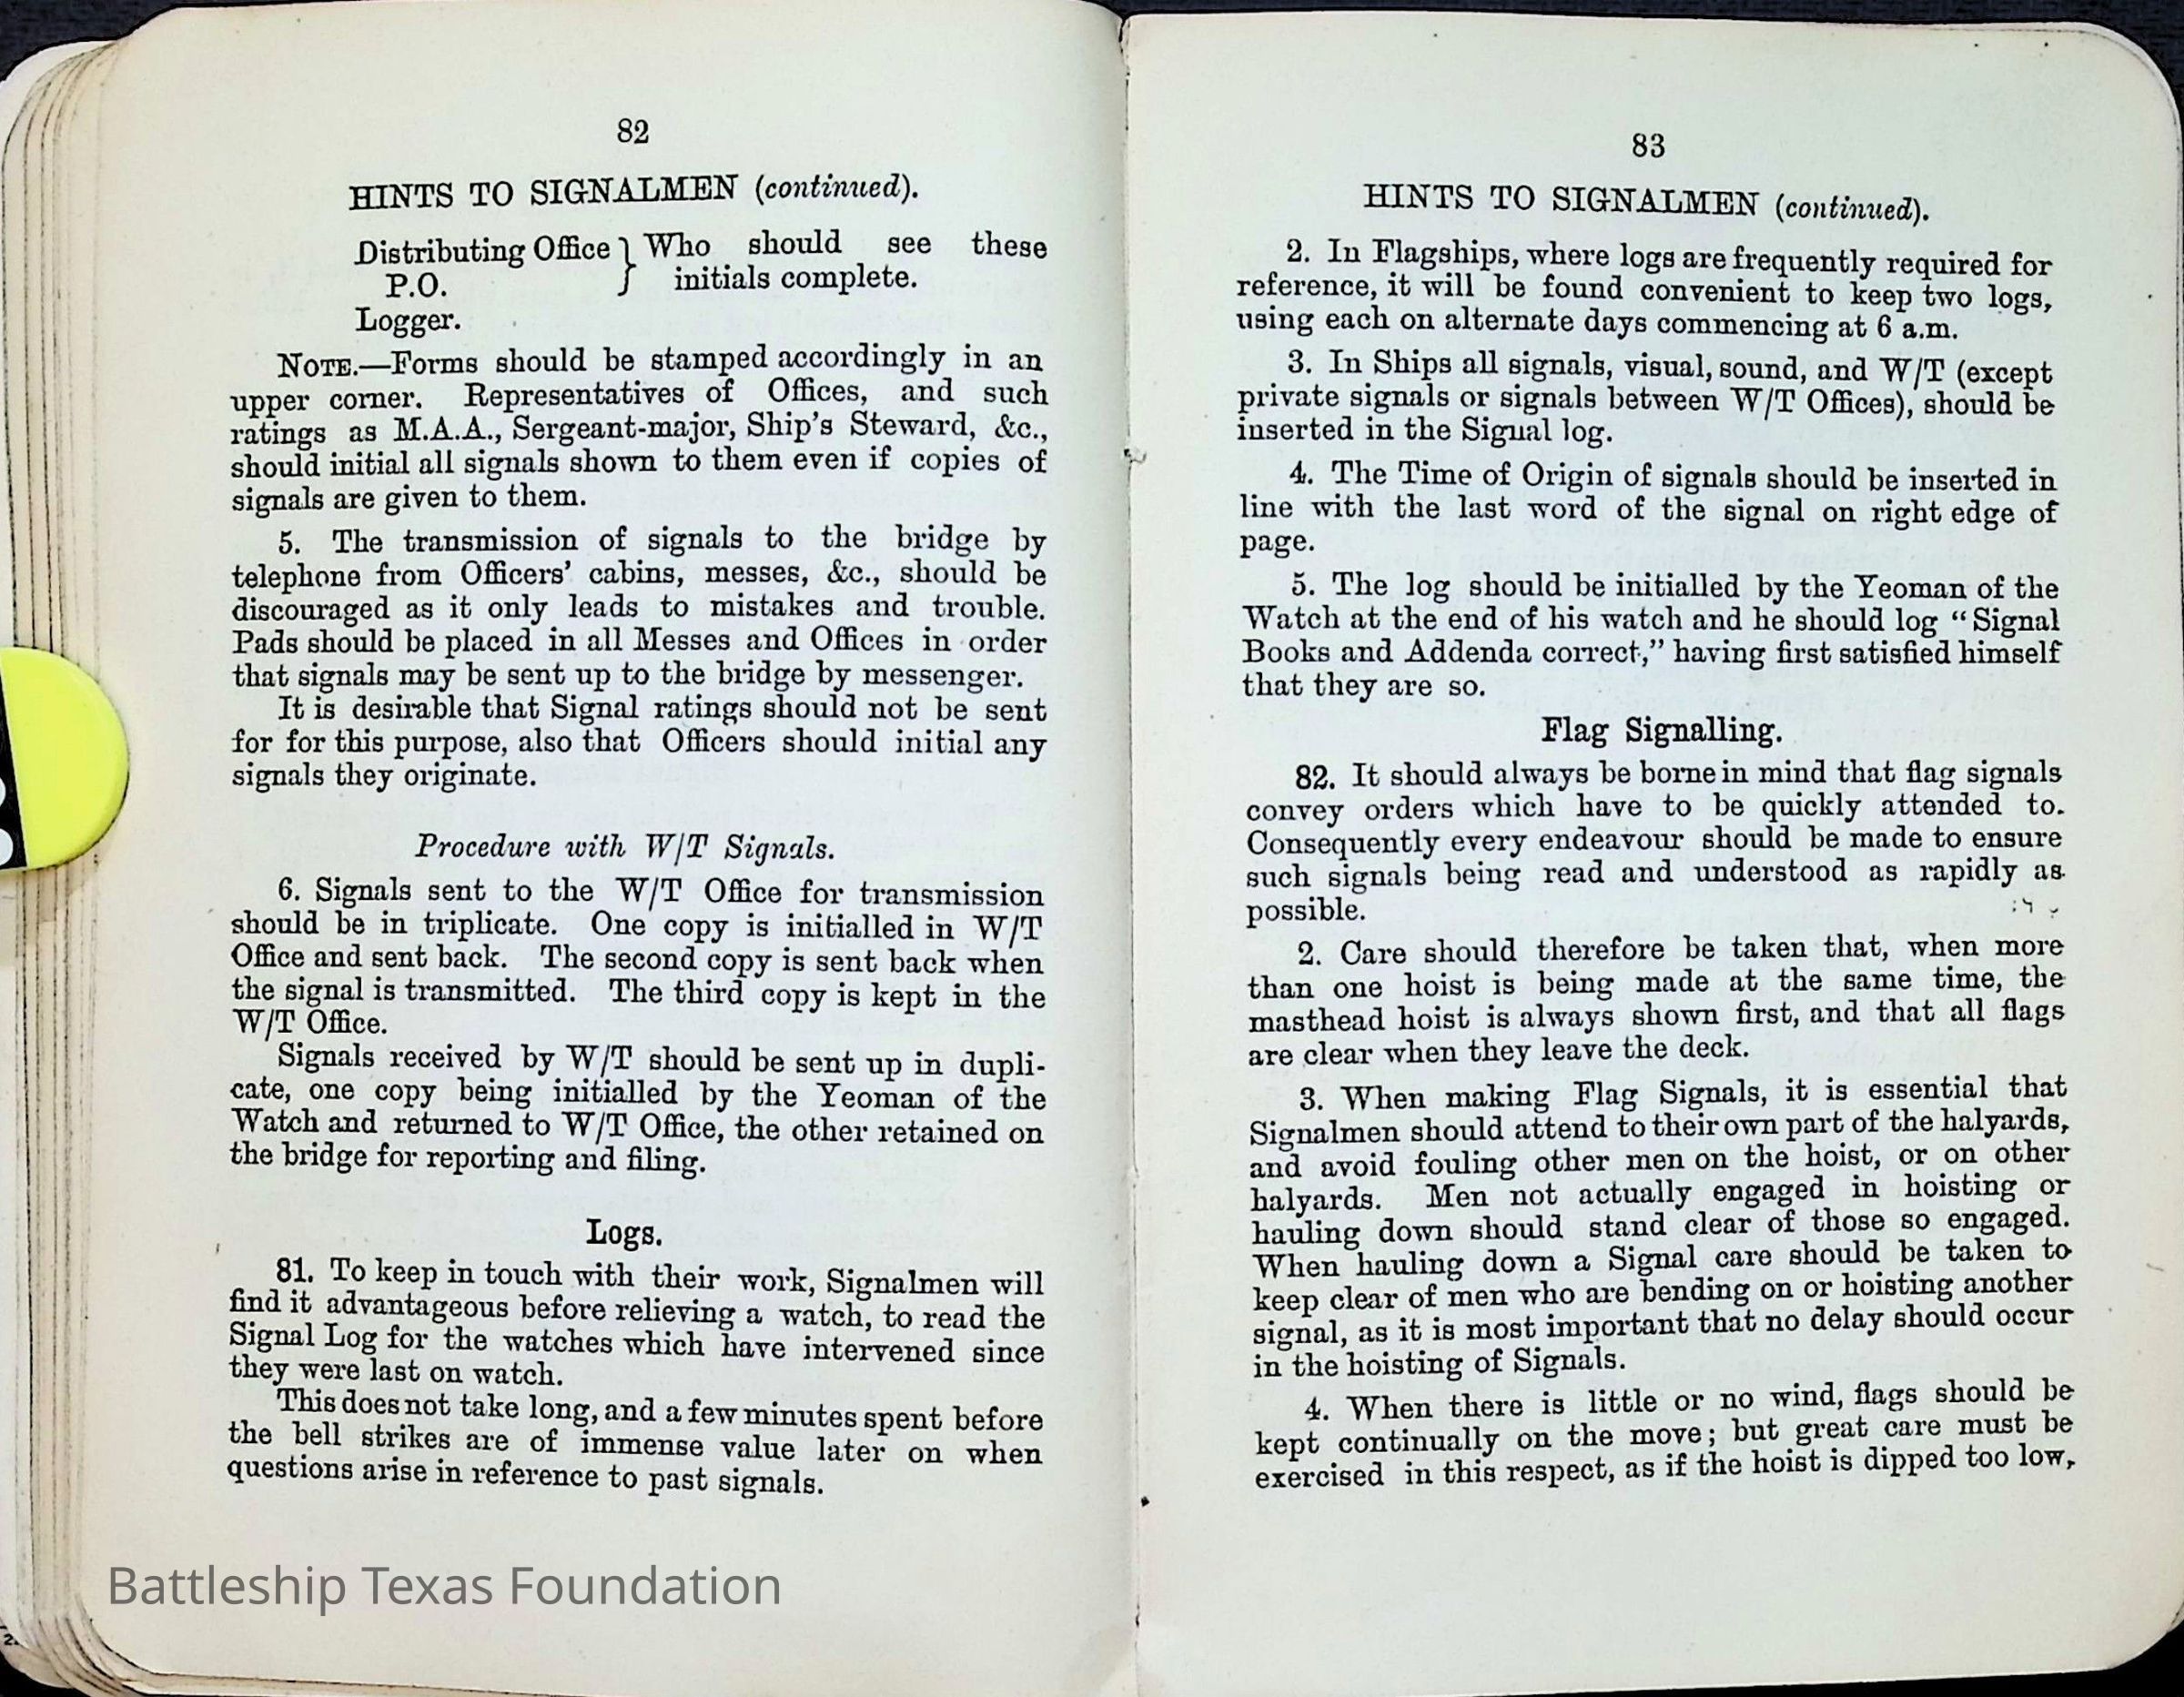 82
HINTS TO SIGNALMEN (continued).
Distributing Office } Who should see these
P.O. initials complete.
Logger.
NOTE.—Forms should be stamped accordingly in an
upper corner. Representatives of Offices, and such
ratings as M.A.A., Sergeant-major, Ship's Steward, &c.,
should initial all signals shown to them even if copies of
signals are given to them.
5. The transmission of signals to the bridge by
telephone from Officers' cabins, messes, &c., should be
discouraged as it only leads to mistakes and trouble.
Pads should be placed in all Messes and Offices in order
that signals may be sent up to the bridge by messenger.
It is desirable that Signal ratings should not be sent
for for this purpose, also that Officers should initial any
signals they originate.
Procedure with W/T Signals.
6. Signals sent to the W/T Office for transmission
should be in triplicate. One copy is initialled in W/T
Office and sent back. The second copy is sent back when
the signal is transmitted. The third copy is kept in the
W/T Office.
Signals received by W/T should be sent up in dupli-
cate, one copy being initialled by the Yeoman of the
Watch and returned to W/T Office, the other retained on
the bridge for reporting and filing.
Logs.
81. To keep in touch with their work, Signalmen will
find it advantageous before relieving a watch, to read the
Signal Log for the watches which have intervened since
they were last on watch.
This does not take long, and a few minutes spent before
the bell strikes are of immense value later on when
questions arise in reference to past signals.
Battleship Texas Foundation
83
HINTS TO SIGNALMEN (continued).
2. In Flagships, where logs are frequently required for
reference, it will be found convenient to keep two logs,
using each on alternate days commencing at 6 a.m.
3. In Ships all signals, visual, sound, and W/T (except
private signals or signals between W/T Offices), should be
inserted in the Signal log.
4. The Time of Origin of signals should be inserted in
line with the last word of the signal on right edge of
page.
5. The log should be initialled by the Yeoman of the
Watch at the end of his watch and he should log "Signal
Books and Addenda correct," having first satisfied himself
that they are so.
Flag Signalling.
82. It should always be borne in mind that flag signals
convey orders which have to be quickly attended to.
Consequently every endeavour should be made to ensure
such signals being read and understood as rapidly as
possible.
2. Care should therefore be taken that, when more
than one hoist is being made at the same time, the
masthead hoist is always shown first, and that all flags
are clear when they leave the deck.
3. When making Flag Signals, it is essential that
Signalmen should attend to their own part of the halyards,
and avoid fouling other men on the hoist, or on other
halyards. Men not actually engaged in hoisting or
hauling down should stand clear of those so engaged.
When hauling down a Signal care should be taken to
keep clear of men who are bending on or hoisting another
signal, as it is most important that no delay should occur
in the hoisting of Signals.
4. When there is little or no wind, flags should be
kept continually on the move; but great care must be
exercised in this respect, as if the hoist is dipped too low,